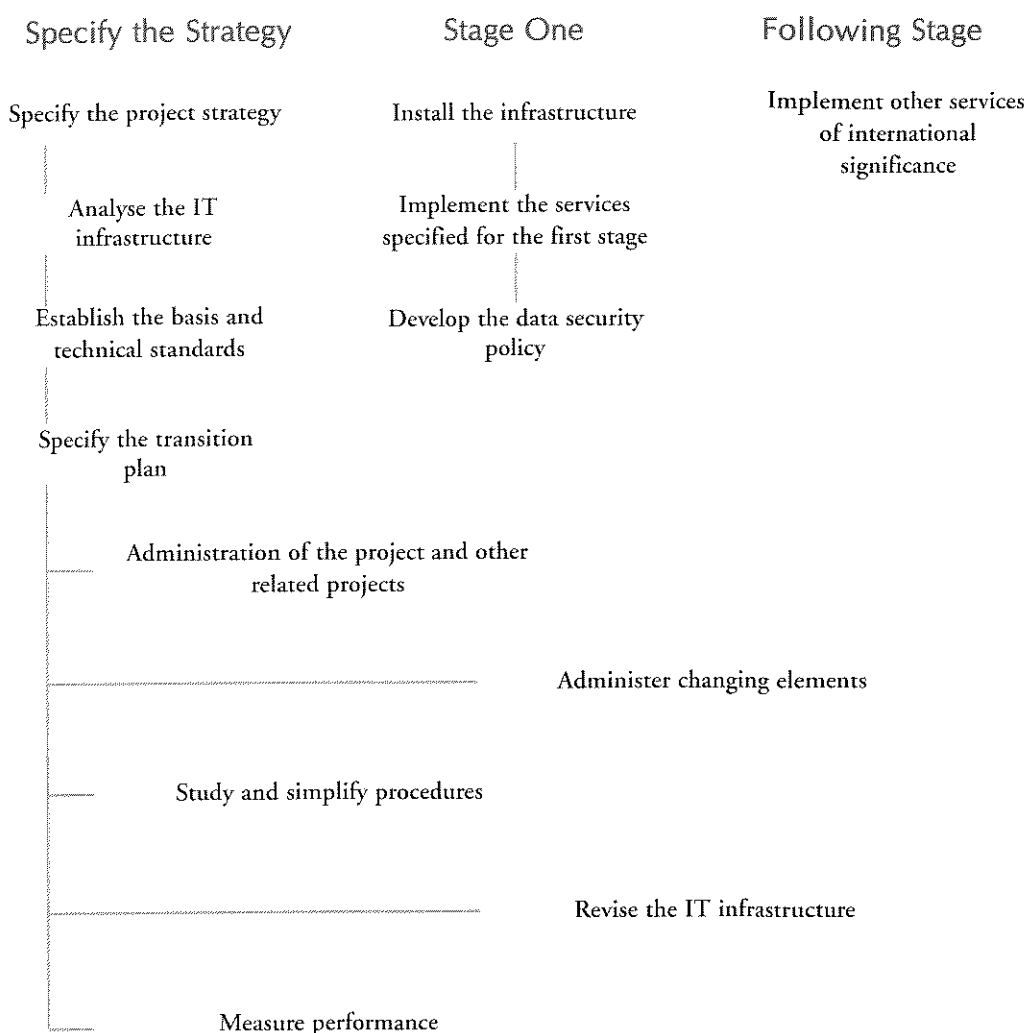 Specify the Strategy
Stage One
Following Stage
Specify the project strategy
Install the infrastructure
Implement other services
of international
significance
Analyse the IT
infrastructure
Implement the services
specified for the first stage
Establish the basis and
technical standards
Develop the data security
policy
Specify the transition
plan
Administration of the project and other
related projects
Administer changing elements
Study and simplify procedures
Revise the IT infrastructure
Measure performance